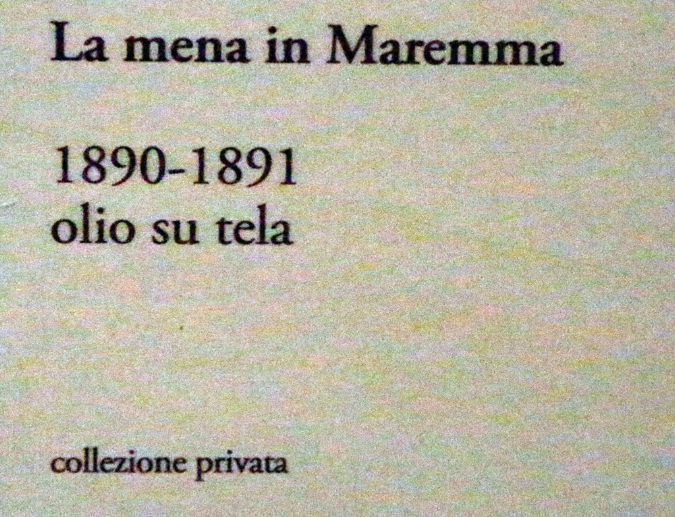 La mena in Maremma
1890-1891
olio su tela
collezione privata